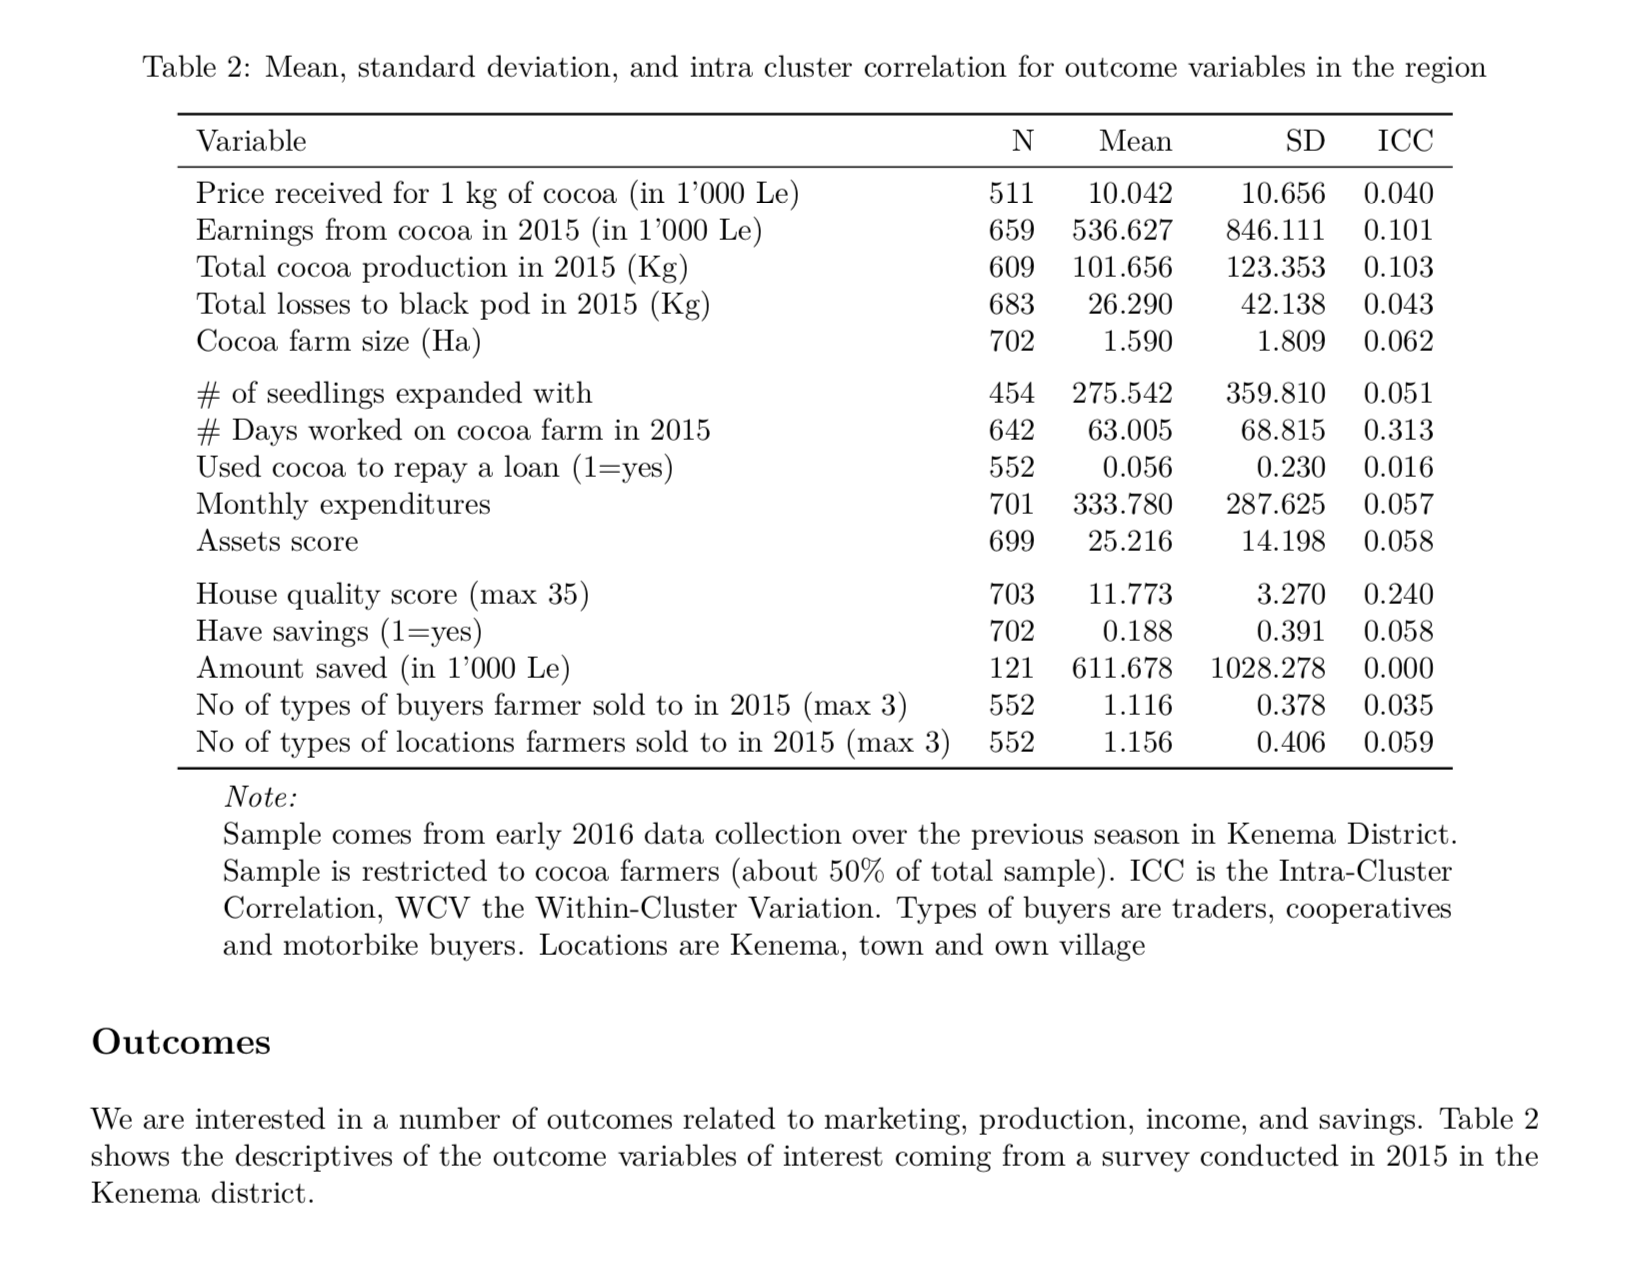 Table 2: Mean, standard deviation, and intra cluster correlation for outcome variables in the region
Variable N Mean SD ICC
Price received for 1 kg of cocoa (in 1'000 Le) 511 10.042 10.656 0.040
Earnings from cocoa in 2015 (in 1'000 Le) 659 536.627 846.111 0.101
Total cocoa production in 2015 (Kg) 609 101.656 123.353 0.103
Total losses to black pod in 2015 (Kg) 683 26.290 42.138 0.043
Cocoa farm size (Ha) 702 1.590 1.809 0.062
# of seedlings expanded with 454 275.542 359.810 0.051
# Days worked on cocoa farm in 2015 642 63.005 68.815 0.313
Used cocoa to repay a loan (1=yes) 552 0.056 0.230 0.016
Monthly expenditures 701 333.780 287.625 0.057
Assets score 699 25.216 14.198 0.058
House quality score (max 35) 703 11.773 3.270 0.240
Have savings (1=yes) 702 0.188 0.391 0.058
Amount saved (in 1'000 Le) 121 611.678 1028.278 0.000
No of types of buyers farmer sold to in 2015 (max 3) 552 1.116 0.378 0.035
No of types of locations farmers sold to in 2015 (max 3) 552 1.156 0.406 0.059
Note:
Sample comes from early 2016 data collection over the previous season in Kenema District.
Sample is restricted to cocoa farmers (about 50% of total sample). ICC is the Intra-Cluster
Correlation, WCV the Within-Cluster Variation. Types of buyers are traders, cooperatives
and motorbike buyers. Locations are Kenema, town and own village
Outcomes
We are interested in a number of outcomes related to marketing, production, income, and savings. Table 2
shows the descriptives of the outcome variables of interest coming from a survey conducted in 2015 in the
Kenema district.